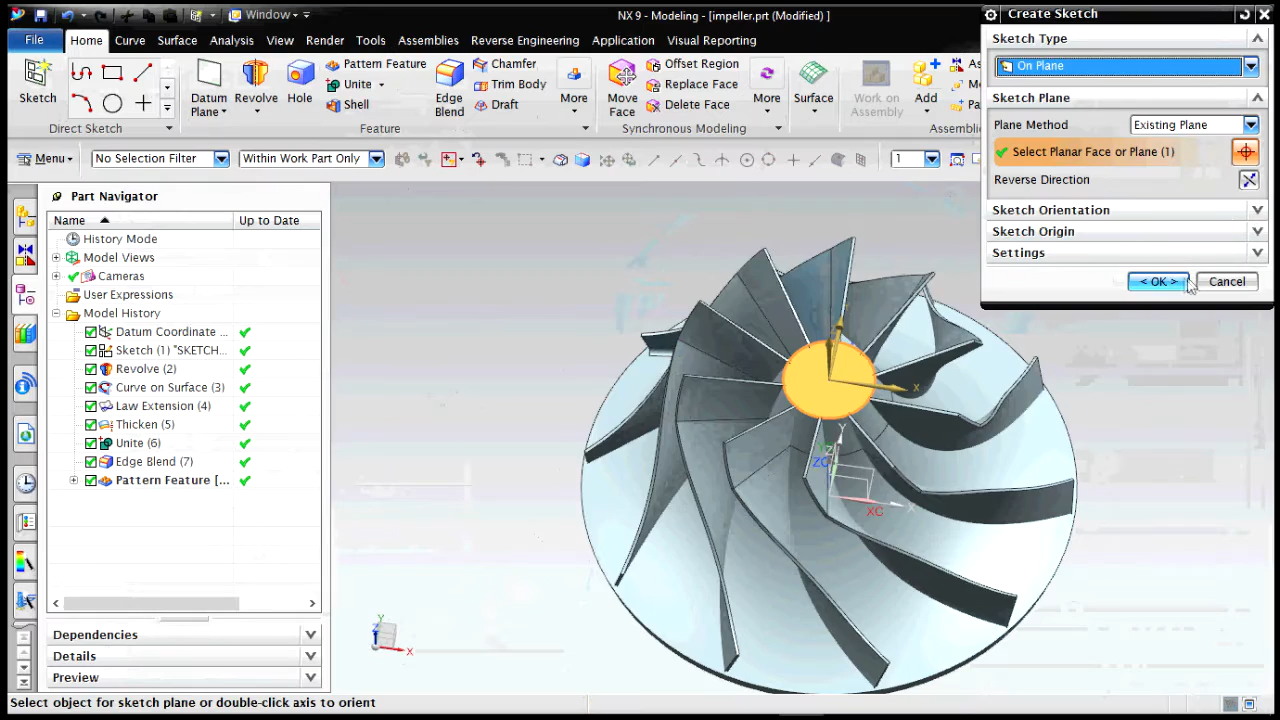 Window
NX 9 - Modeling - [impeller.prt (Modified) ]
Create Sketch
File
Home
Curve
Surface
Analysis
View
Render
Tools
Assemblies
Reverse Engineering
Application
Visual Reporting
Sketch Type
On Plane
Sketch
Datum Plane
Revolve
Hole
Pattern Feature
Unite
Shell
Edge Blend
Chamfer
Trim Body
Draft
More
Move Face
Offset Region
Replace Face
Delete Face
More
Surface
Work on Assembly
Add
Direct Sketch
Feature
Synchronous Modeling
Sketch Plane
Plane Method
Existing Plane
Select Planar Face or Plane (1)
Reverse Direction
Sketch Orientation
Sketch Origin
Settings
< OK >
Cancel
Menu
No Selection Filter
Within Work Part Only
1
Part Navigator
Name
Up to Date
History Mode
Model Views
Cameras
User Expressions
Model History
Datum Coordinate ...
Sketch (1) "SKETCH...
Revolve (2)
Curve on Surface (3)
Law Extension (4)
Thicken (5)
Unite (6)
Edge Blend (7)
Pattern Feature [...
X
Y
Z
ZC
XC
X
Y
X
Dependencies
Details
Preview
Select object for sketch plane or double-click axis to orient